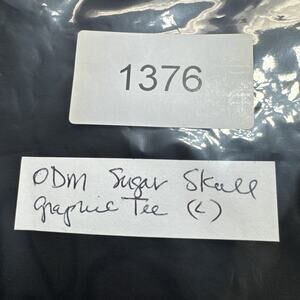 1376
ODM Sugar Skull
graphic Tee (L)